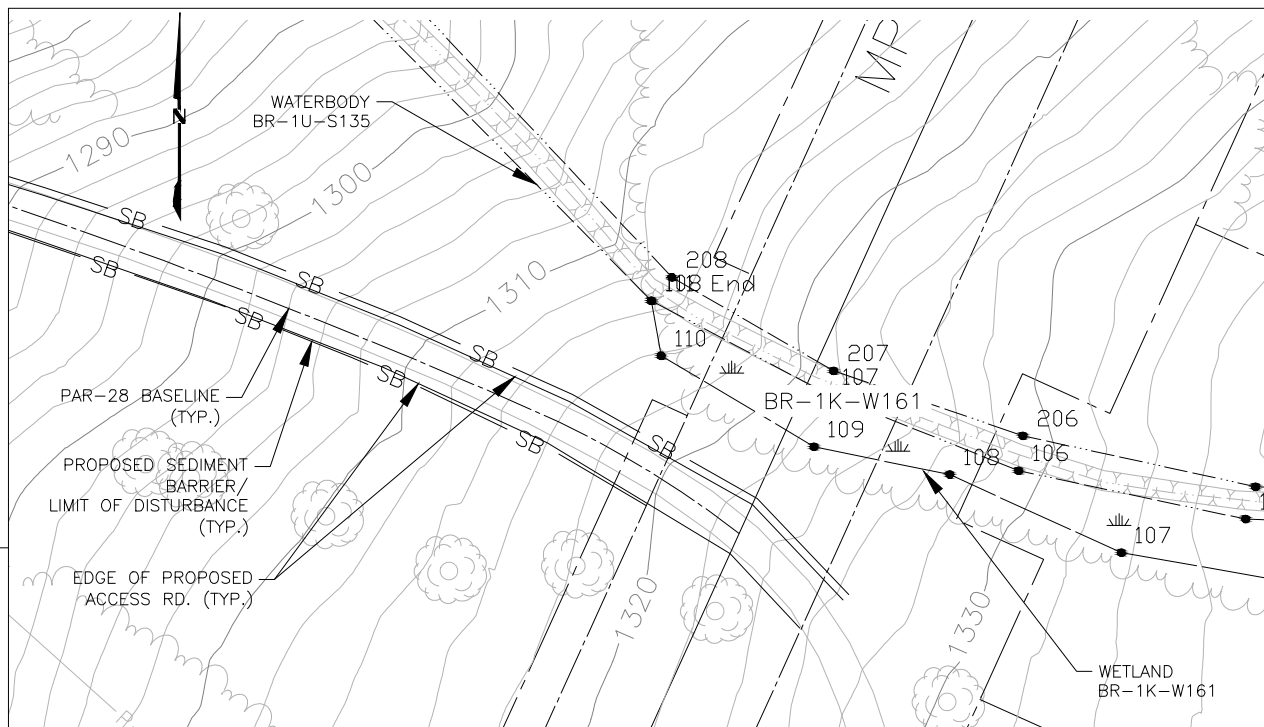 MP
N
WATERBODY
BR-1U-S135
1290
1300
SB
SB
SB
SB
SB
SB
SB
SB
1310
208
108 End
110
207
107
BR-1K-W161
206
109
108
106
107
PAR-28 BASELINE
(TYP.)
PROPOSED SEDIMENT
BARRIER/
LIMIT OF DISTURBANCE
(TYP.)
EDGE OF PROPOSED
ACCESS RD. (TYP.)
1320
1330
WETLAND
BR-1K-W161